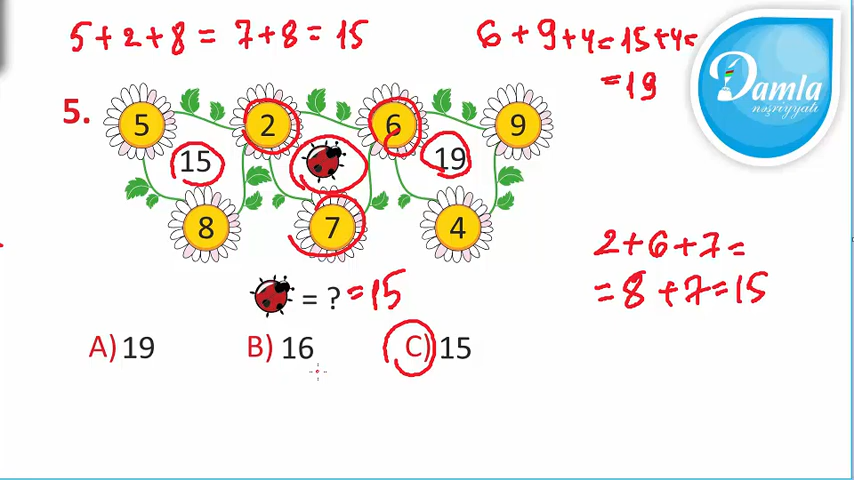 5+2+8=7+8=15
6+9+4=15+4=
=19
Damla
nəşriyyatı
5.
5 2 6 9
15 19
8 7 4
2+6+7=
=8+7=15
= ? =15
A) 19 B) 16 C) 15